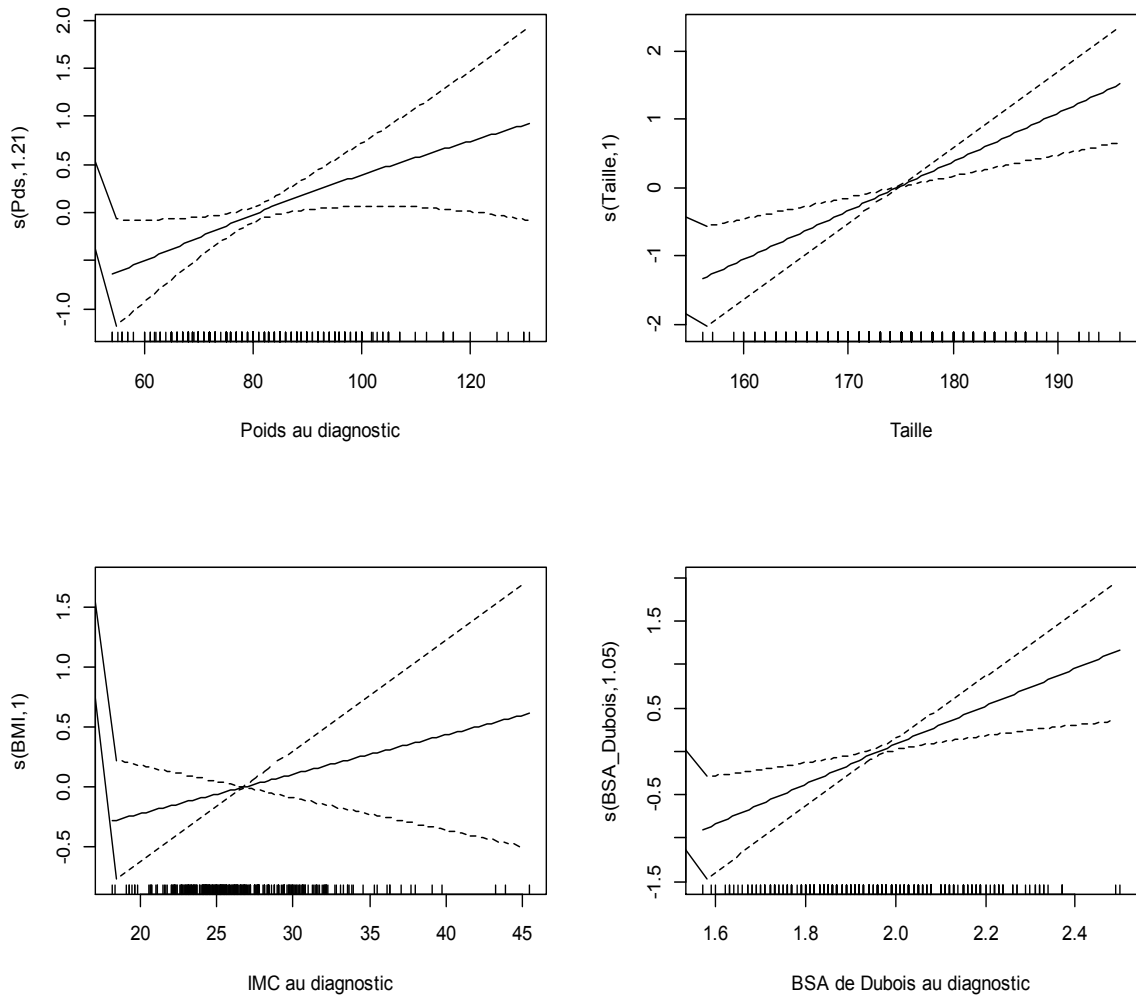 s(Pds,1.21)
2.0
1.5
1.0
0.5
0.0
-1.0
60 80 100 120
Poids au diagnostic
s(Taille,1)
2
1
0
-1
-2
160 170 180 190
Taille
s(BMI,1)
1.5
1.0
0.5
0.0
-0.5
20 25 30 35 40 45
IMC au diagnostic
s(BSA_Dubois,1.05)
1.5
0.5
-0.5
-1.5
1.6 1.8 2.0 2.2 2.4
BSA de Dubois au diagnostic